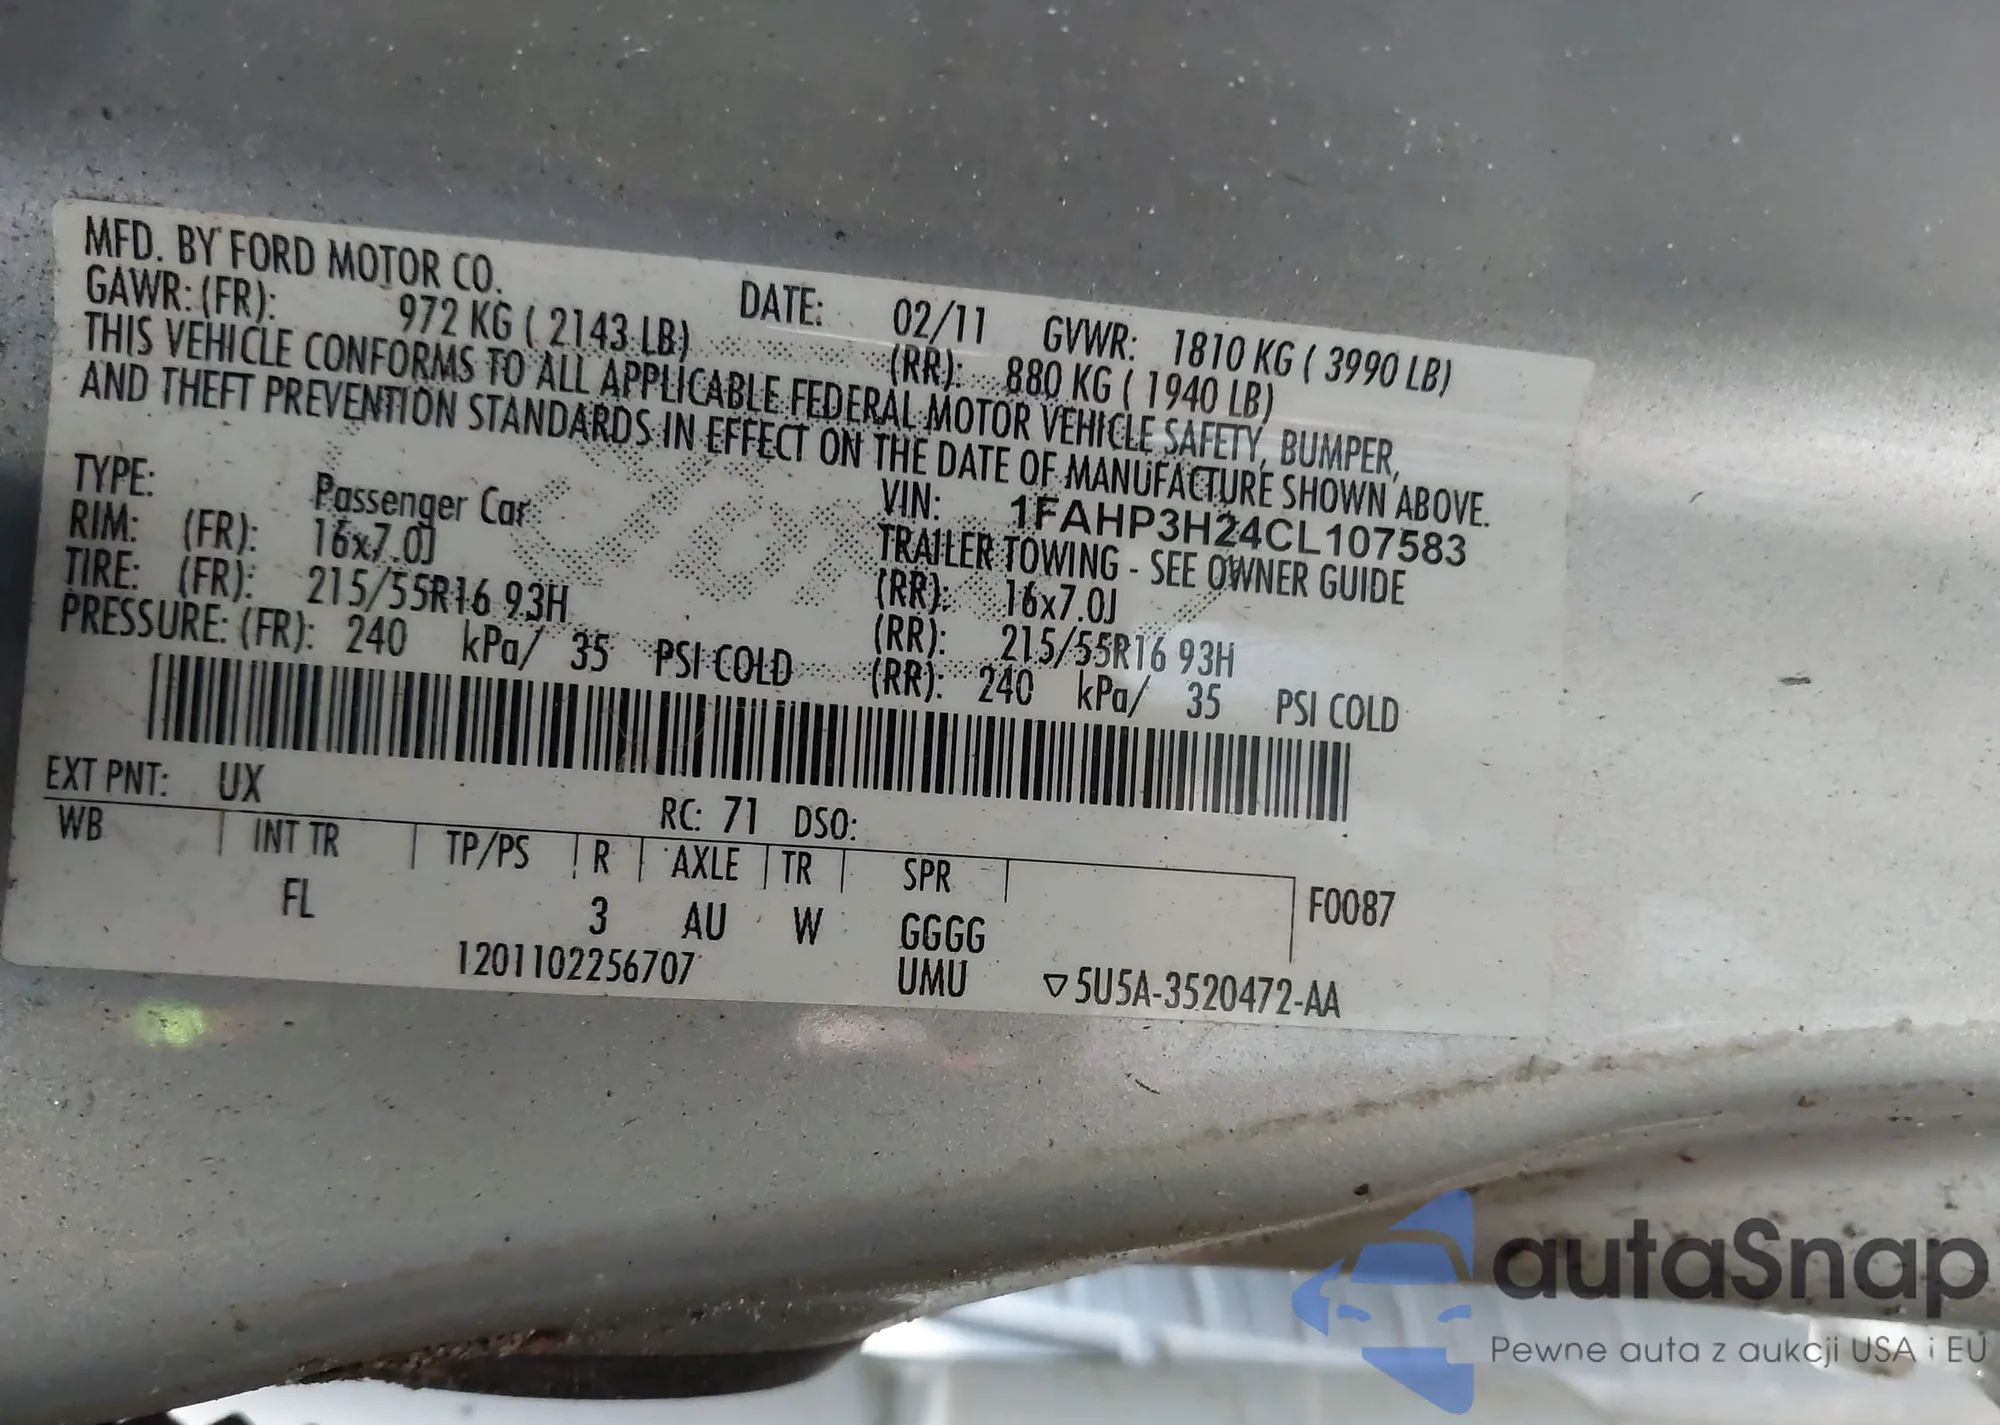 MFD. BY FORD MOTOR CO. DATE: 02/11 GVWR: 1810 KG ( 3990 LB)
GAWR: (FR): 972 KG ( 2143 LB) (RR): 880 KG ( 1940 LB)
THIS VEHICLE CONFORMS TO ALL APPLICABLE FEDERAL MOTOR VEHICLE SAFETY, BUMPER,
AND THEFT PREVENTION STANDARDS IN EFFECT ON THE DATE OF MANUFACTURE SHOWN ABOVE.
VIN: 1FAHP3H24CL107583
TYPE: Passenger Car TRAILER TOWING - SEE OWNER GUIDE
RIM: (FR): 16x7.0J (RR): 16x7.0J
TIRE: (FR): 215/55R16 93H (RR): 215/55R16 93H
PRESSURE: (FR): 240 kPa/ 35 PSI COLD (RR): 240 kPa/ 35 PSI COLD
EXT PNT: UX RC: 71 DSO:
WB INT TR TP/PS R AXLE TR SPR F0087
FL 3 AU W GGGG
1201102256707 UMU ▽5U5A-3520472-AA
autaSnap
Pewne auta z aukcji USA i EU